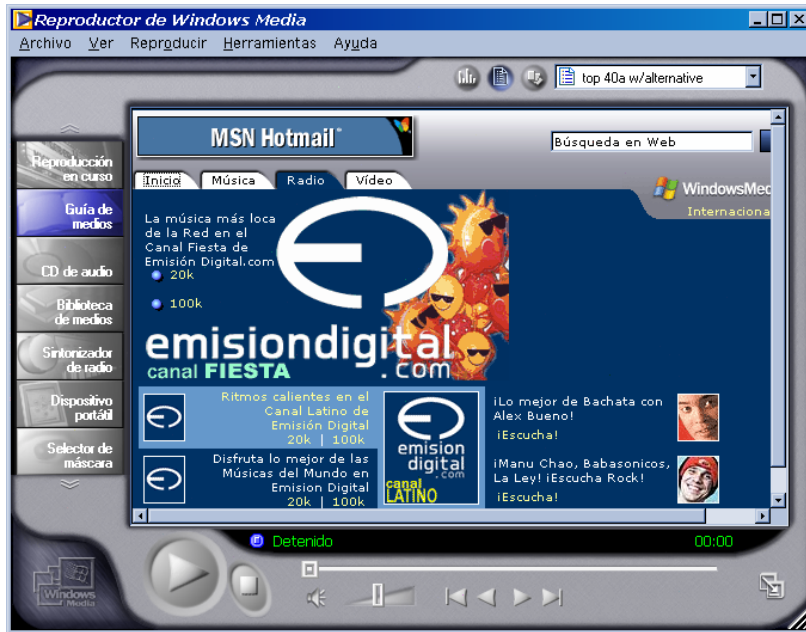 Reproductor de Windows Media
Archivo Ver Reproducir Herramientas Ayuda
top 40a w/alternative
MSN Hotmail
Búsqueda en Web
Inicio Música Radio Vídeo
WindowsMed
Internaciona
Reproducción
en curso
Guía de
medios
CD de audio
Biblioteca
de medios
Sintonizador
de radio
Dispositivo
portátil
Selector de
máscara
La música más loca
de la Red en el
Canal Fiesta de
Emisión Digital.com
20k
100k
emisiondigital
.com
canal FIESTA
Ritmos calientes en el
Canal Latino de
Emisión Digital
20k | 100k
Disfruta lo mejor de las
Músicas del Mundo en
Emision Digital
20k | 100k
emision
digital
.com
canal
LATINO
¡Lo mejor de Bachata con
Alex Bueno!
¡Escucha!
¡Manu Chao, Babasonicos,
La Ley! ¡Escucha Rock!
¡Escucha!
Detenido
00:00
Windows
Media